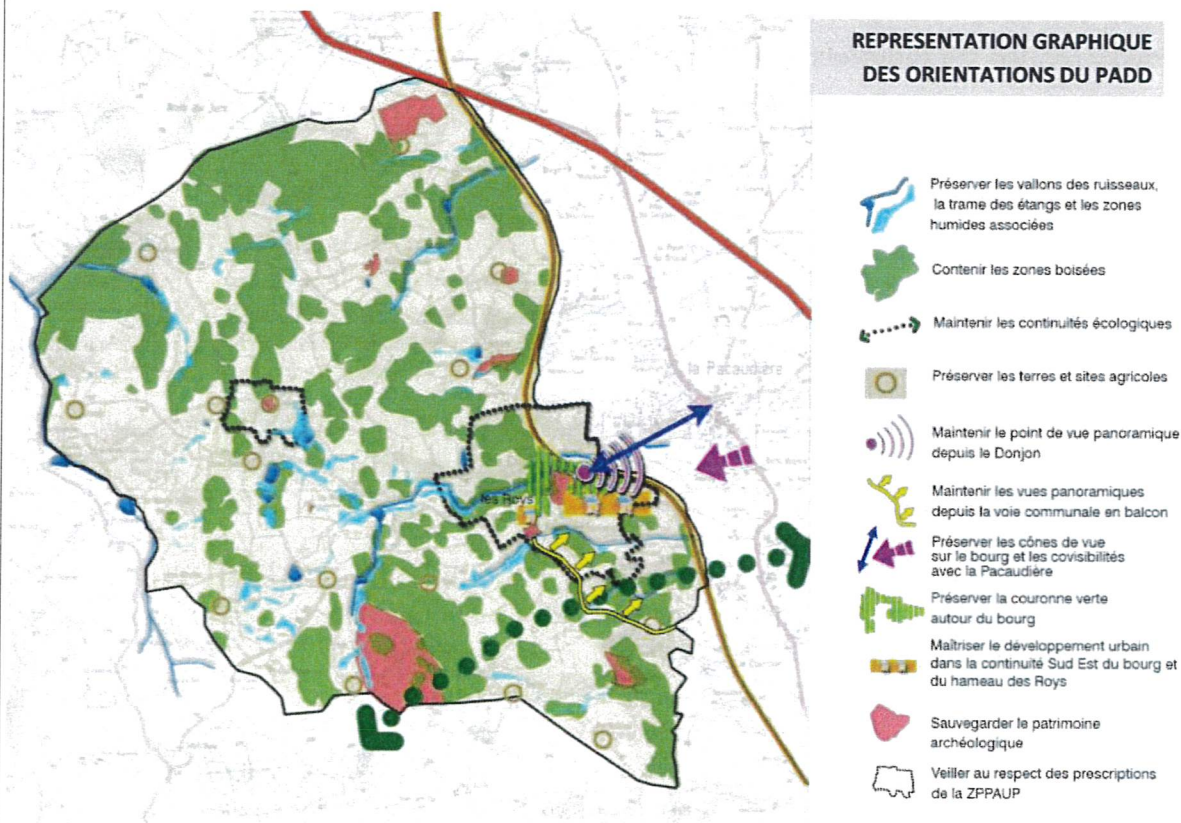 REPRESENTATION GRAPHIQUE
DES ORIENTATIONS DU PADD
Préserver les vallons des ruisseaux,
la trame des étangs et les zones
humides associées
Contenir les zones boisées
Maintenir les continuités écologiques
Préserver les terres et sites agricoles
Maintenir le point de vue panoramique
depuis le Donjon
Maintenir les vues panoramiques
depuis la voie communale en balcon
Préserver les cônes de vue
sur le bourg et les covisibilités
avec la Pacaudière
Préserver la couronne verte
autour du bourg
Maîtriser le développement urbain
dans la continuité Sud Est du bourg et
du hameau des Roys
Sauvegarder le patrimoine
archéologique
Veiller au respect des prescriptions
de la ZPPAUP
la Pacaudière
les Roys